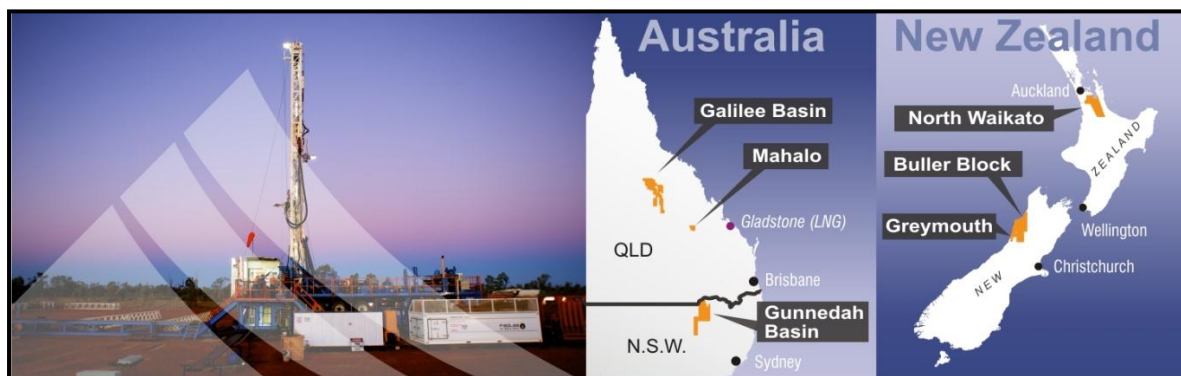 Australia
Galilee Basin
Mahalo
Gladstone (LNG)
QLD
Brisbane
Gunnedah
Basin
N.S.W.
Sydney
New Zealand
Auckland
North Waikato
ZEALAND
Buller Block
Greymouth
Wellington
Christchurch
NEW